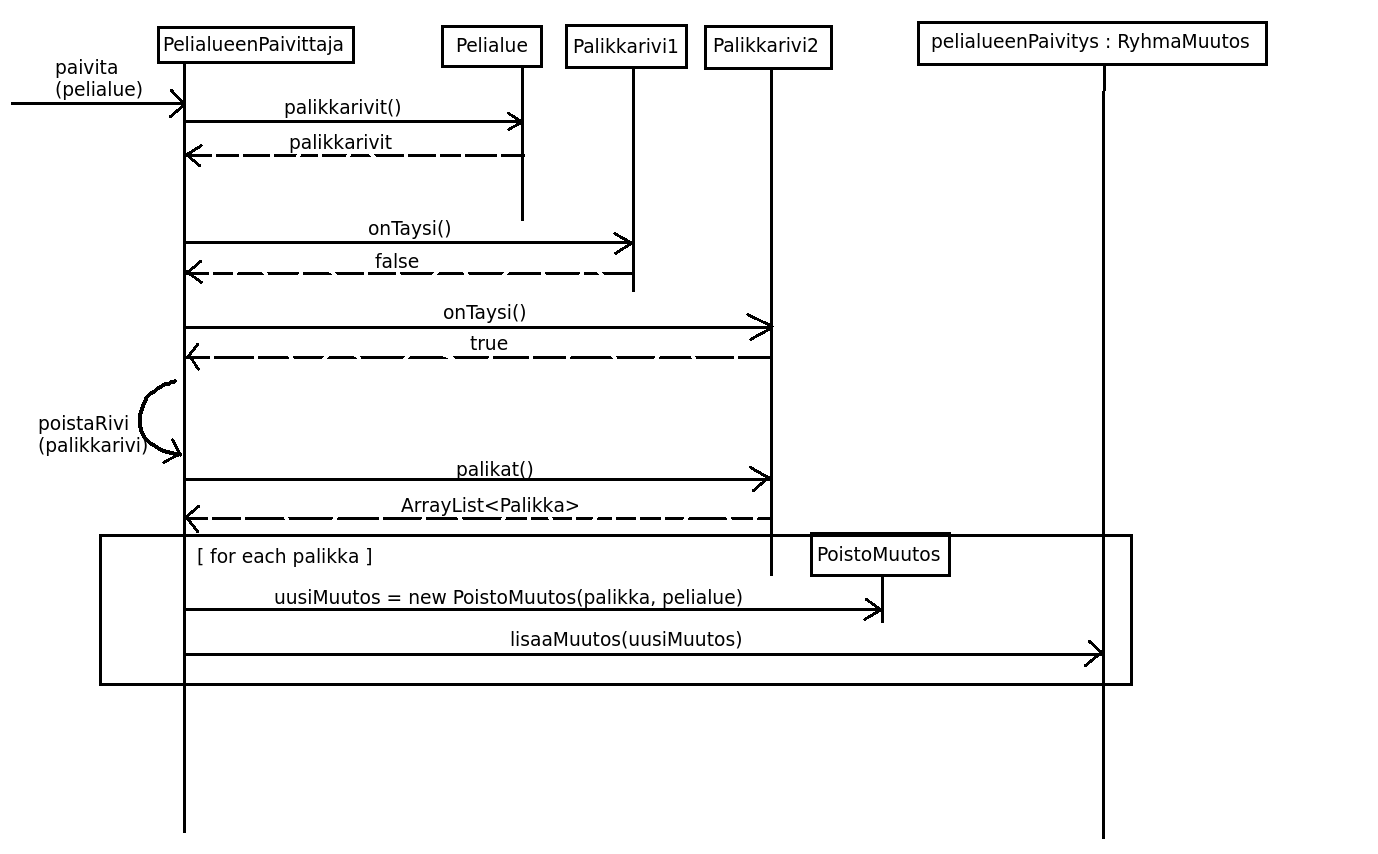 PelialueenPaivittaja
Pelialue
Palikkarivi1
Palikkarivi2
pelialueenPaivitys : RyhmaMuutos
paivita
(pelialue)
palikkarivit()
palikkarivit
onTaysi()
false
onTaysi()
true
poistaRivi
(palikkarivi)
palikat()
ArrayList<Palikka>
[ for each palikka ]
PoistoMuutos
uusiMuutos = new PoistoMuutos(palikka, pelialue)
lisaaMuutos(uusiMuutos)